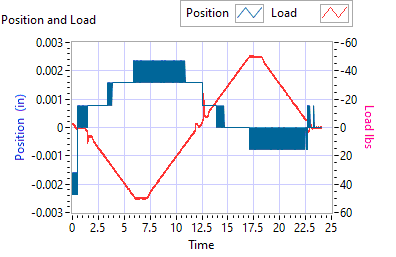 Position Load
Position and Load
0.003 -60
0.002 -40
0.001 -20
0 0
-0.001 20
-0.002 40
-0.003 60
Position (in)
Load lbs
0 2.5 5 7.5 10 12.5 15 17.5 20 22.5 25
Time